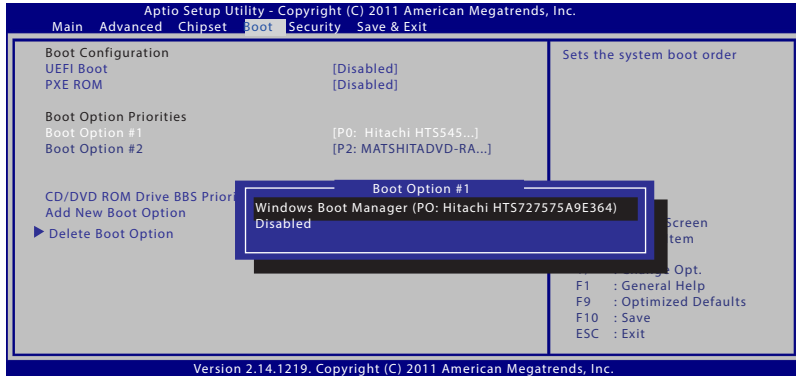 Aptio Setup Utility - Copyright (C) 2011 American Megatrends, Inc.
Main Advanced Chipset Boot Security Save & Exit
Boot Configuration
UEFI Boot [Disabled]
PXE ROM [Disabled]
Boot Option Priorities
Boot Option #1 [P0: Hitachi HTS545...]
Boot Option #2 [P2: MATSHITADVD-RA...]
CD/DVD ROM Drive BBS Priori
Add New Boot Option
Delete Boot Option
Sets the system boot order
Boot Option #1
Windows Boot Manager (PO: Hitachi HTS727575A9E364)
Disabled
Screen
tem
Opt.
F1 : General Help
F9 : Optimized Defaults
F10 : Save
ESC : Exit
Version 2.14.1219. Copyright (C) 2011 American Megatrends, Inc.